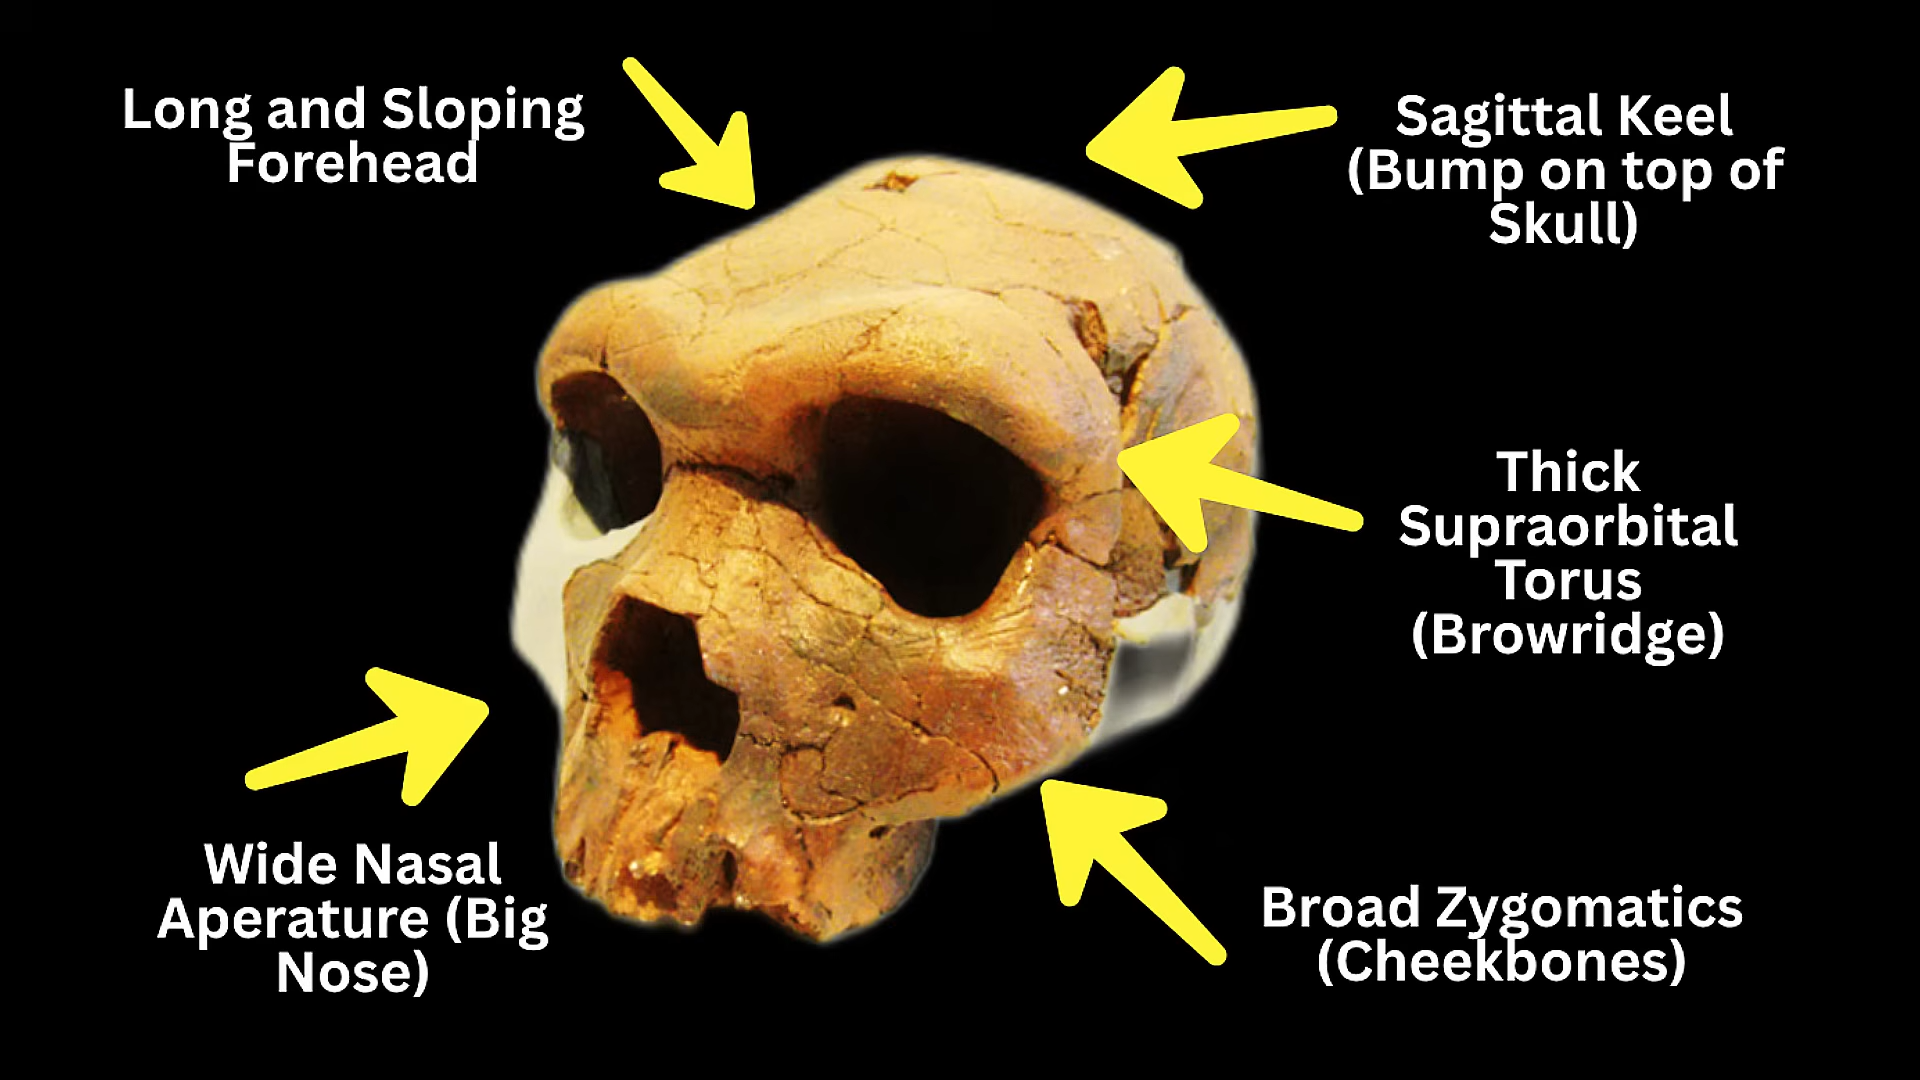 Long and Sloping
Forehead
Sagittal Keel
(Bump on top of
Skull)
Thick
Supraorbital
Torus
(Browridge)
Wide Nasal
Aperature (Big
Nose)
Broad Zygomatics
(Cheekbones)